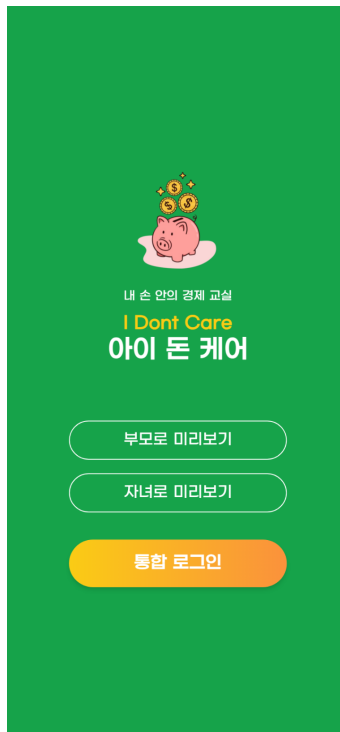 내 손 안의 경제 교실
I Dont Care
아이 돈 케어
부모로 미리보기
자녀로 미리보기
통합 로그인